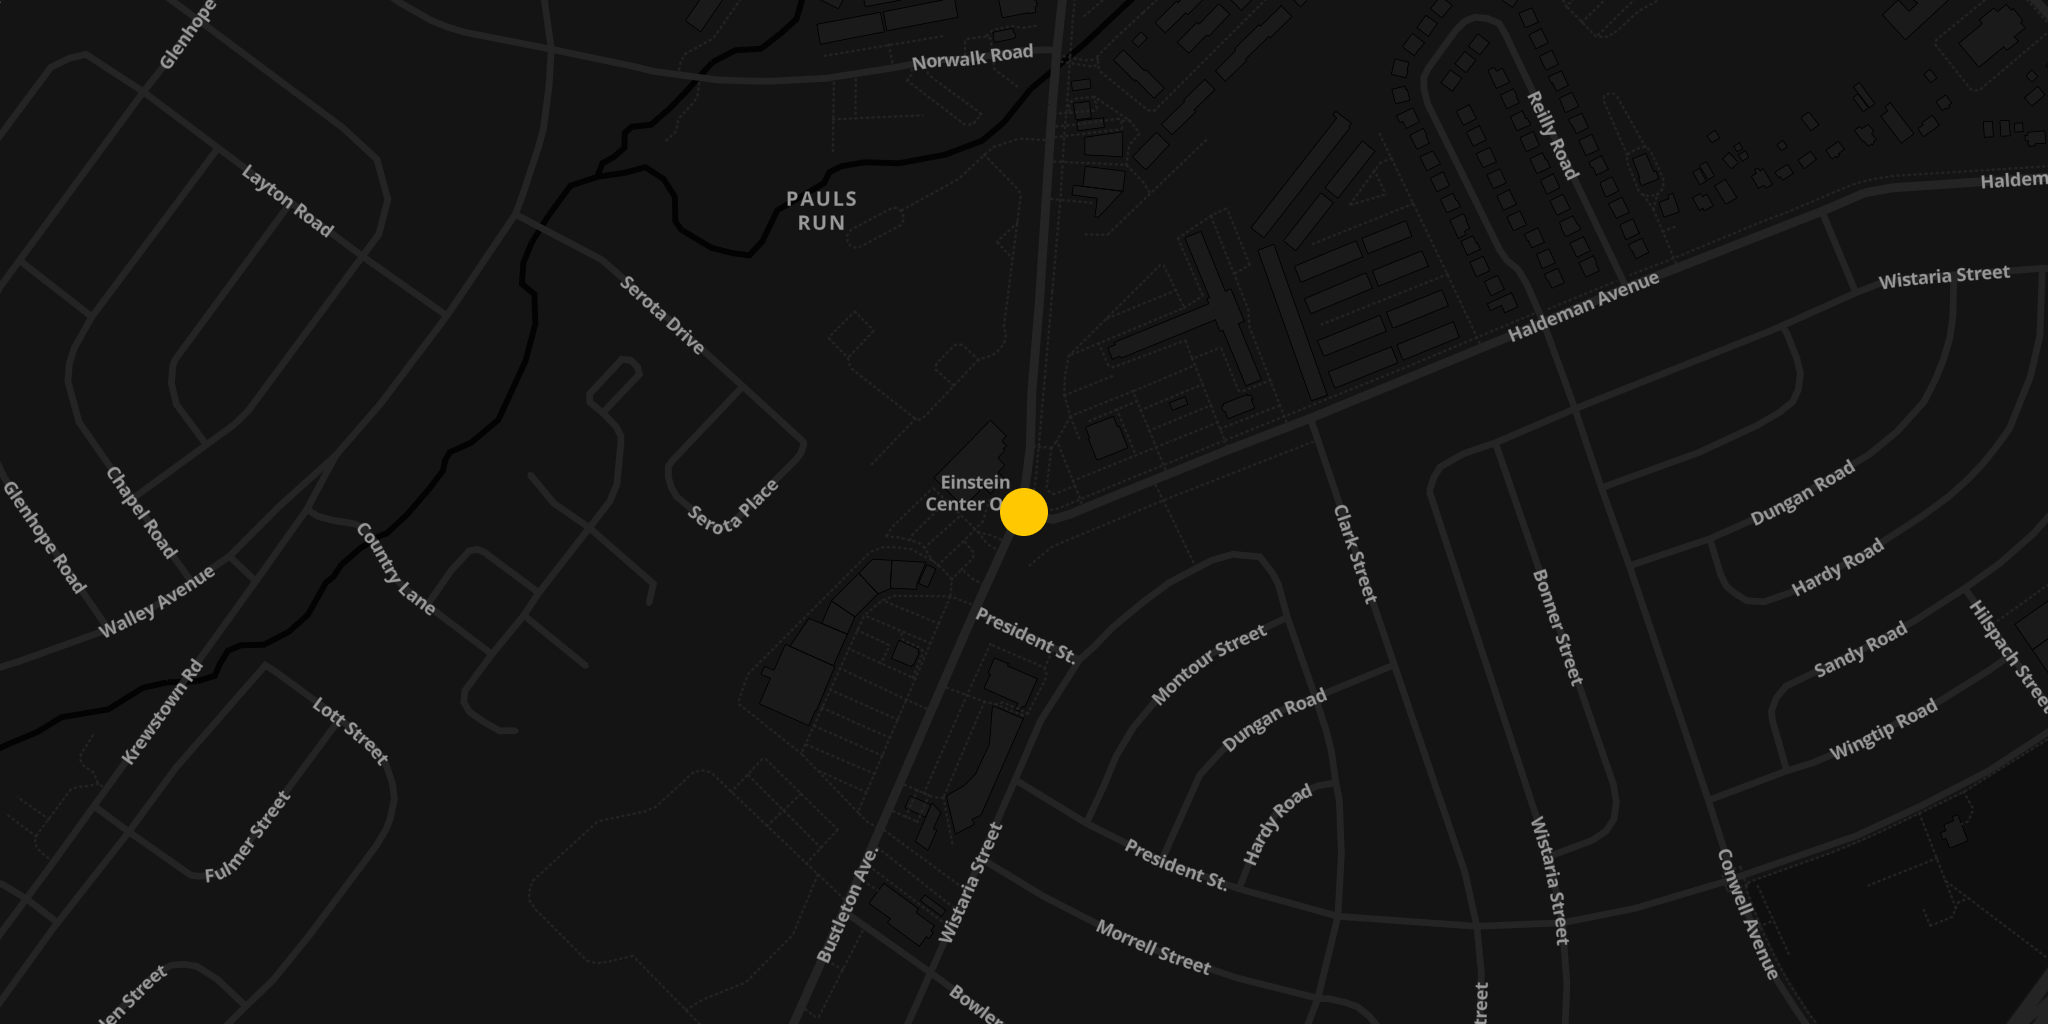 Glenhope
Norwalk Road
Reilly Road
Layton Road
PAULS
RUN
Haldem
Serota Drive
Haldeman Avenue
Wistaria Street
Chapel Road
Glenhope Road
Einstein
Center O
Serota Place
Country Lane
Walley Avenue
Clark Street
Dungan Road
Hardy Road
Bonner Street
President St.
Montour Street
Sandy Road
Hilspach Street
Krewstown Rd
Lott Street
Dungan Road
Wingtip Road
Fulmer Street
Hardy Road
Bustleton Ave.
Wistaria Street
President St.
Wistaria Street
Conwell Avenue
Morrell Street
len Street
Bowler
treet